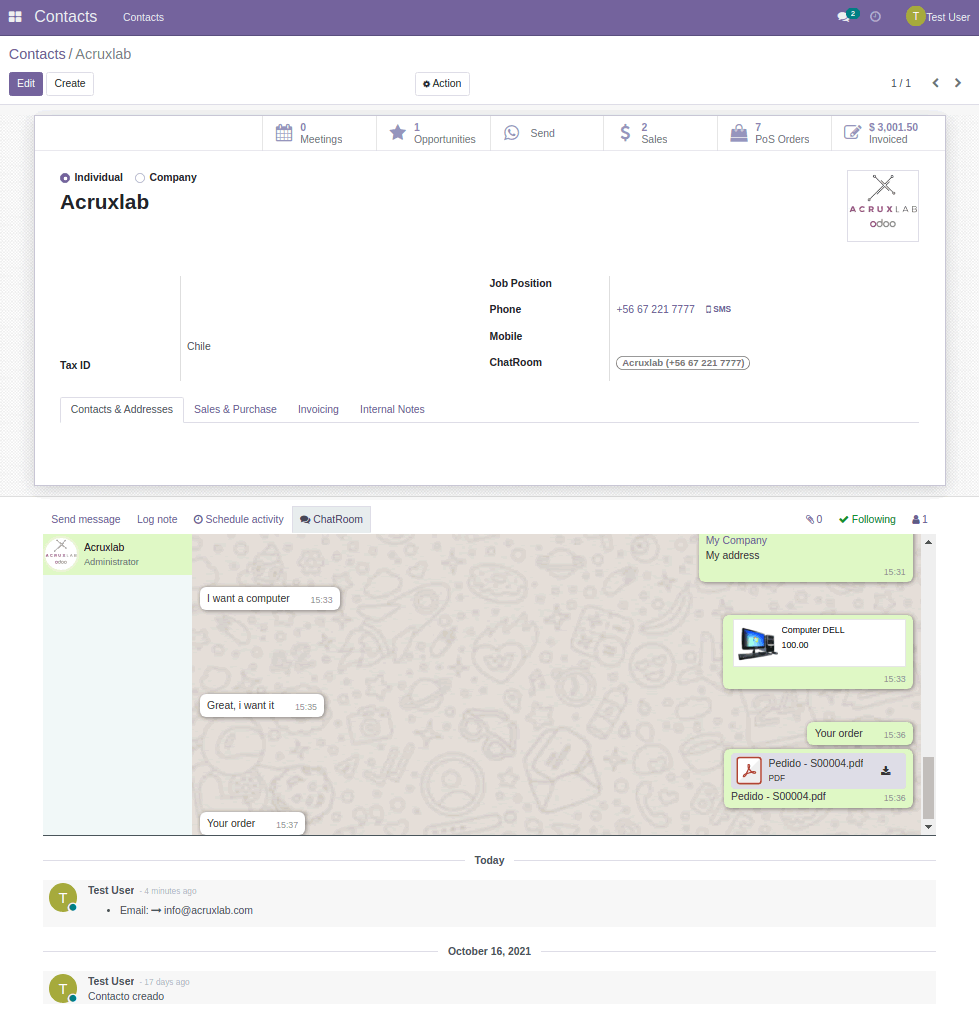 Contacts Contacts 2 T Test User
Contacts / Acruxlab
Edit Create Action 1 / 1
0
Meetings
1
Opportunities
Send
2
Sales
7
PoS Orders
$ 3,001.50
Invoiced
Individual Company
Acruxlab
ACRUXLAB
odoo
Job Position
Phone +56 67 221 7777 SMS
Mobile
Chile
ChatRoom Acruxlab (+56 67 221 7777)
Tax ID
Contacts & Addresses Sales & Purchase Invoicing Internal Notes
Send message Log note Schedule activity ChatRoom 0 Following 1
ACRUXLAB
odoo
Acruxlab
Administrator
My Company
My address
15:31
I want a computer 15:33
Computer DELL
100.00
15:33
Great, i want it 15:35
Your order 15:36
Pedido - S00004.pdf
PDF
Pedido - S00004.pdf 15:36
Your order 15:37
Today
T
Test User - 4 minutes ago
• Email: → info@acruxlab.com
October 16, 2021
T
Test User - 17 days ago
Contacto creado